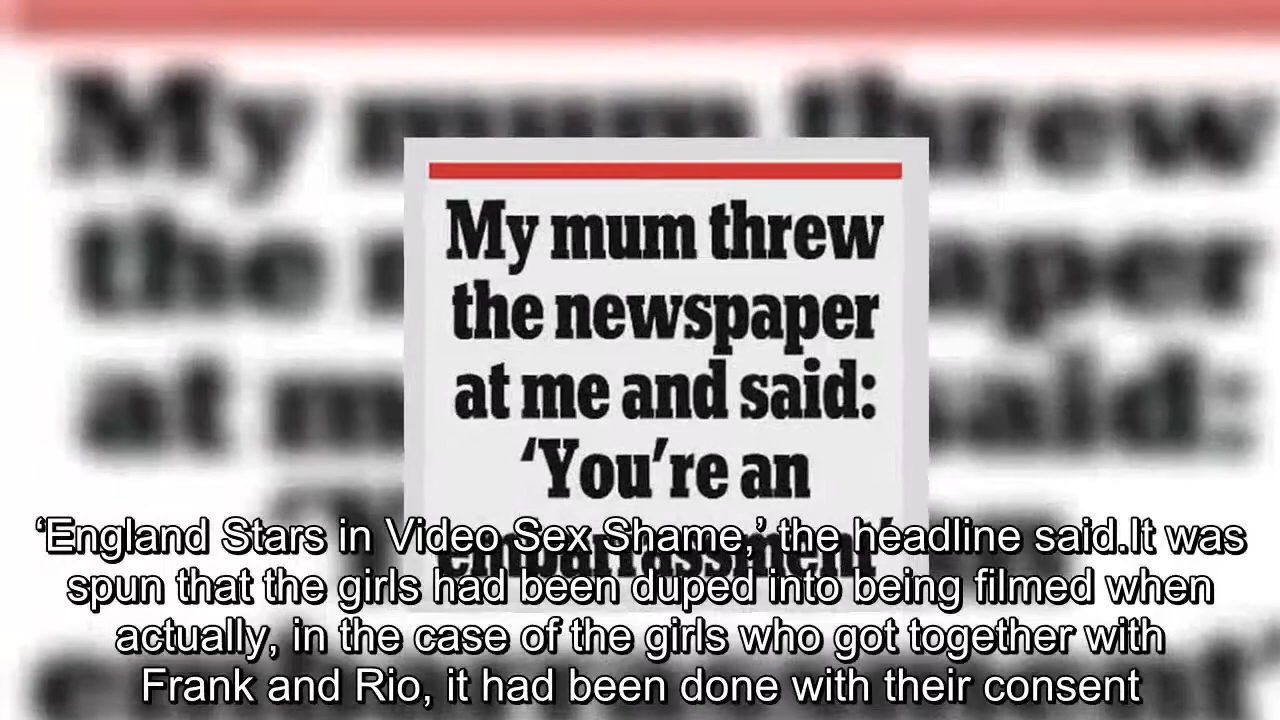 My mum threw
the newspaper
at me and said:
‘You’re an
embarrassment’
‘England Stars in Video Sex Shame,’ the headline said.It was
spun that the girls had been duped into being filmed when
actually, in the case of the girls who got together with
Frank and Rio, it had been done with their consent